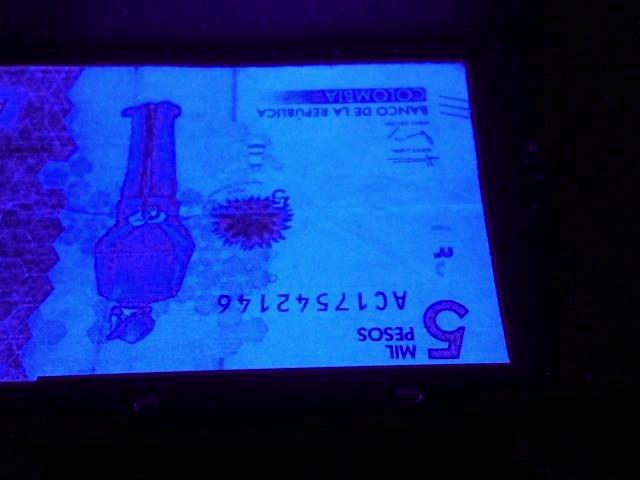 5
MIL
PESOS
AC17542146
5
BANCO DE LA REPÚBLICA
COLOMBIA